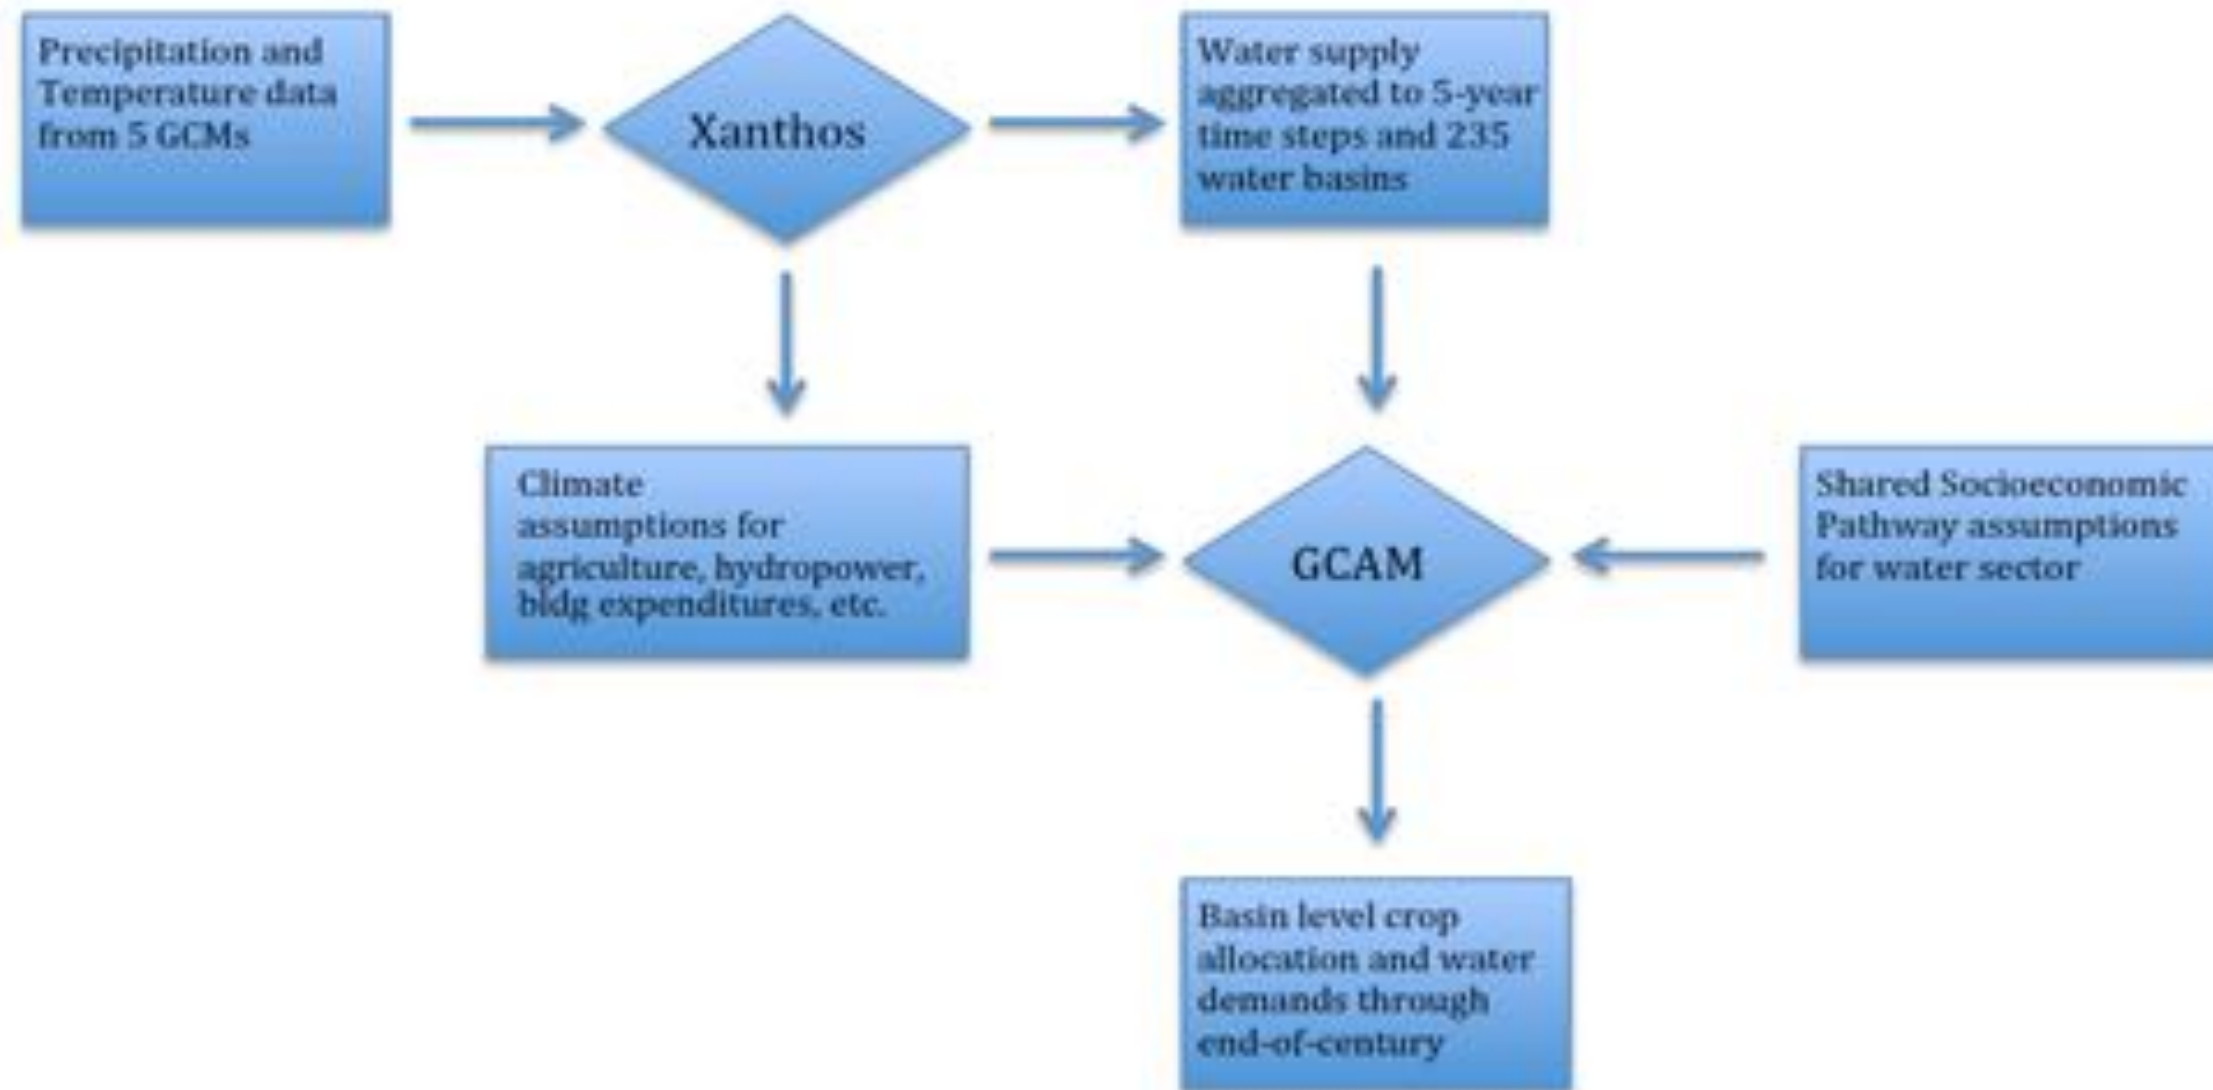 Precipitation and
Temperature data
from 5 GCMs
Xanthos
Water supply
aggregated to 5-year
time steps and 235
water basins
Climate
assumptions for
agriculture, hydropower,
bldg expenditures, etc.
GCAM
Shared Socioeconomic
Pathway assumptions
for water sector
Basin level crop
allocation and water
demands through
end-of-century